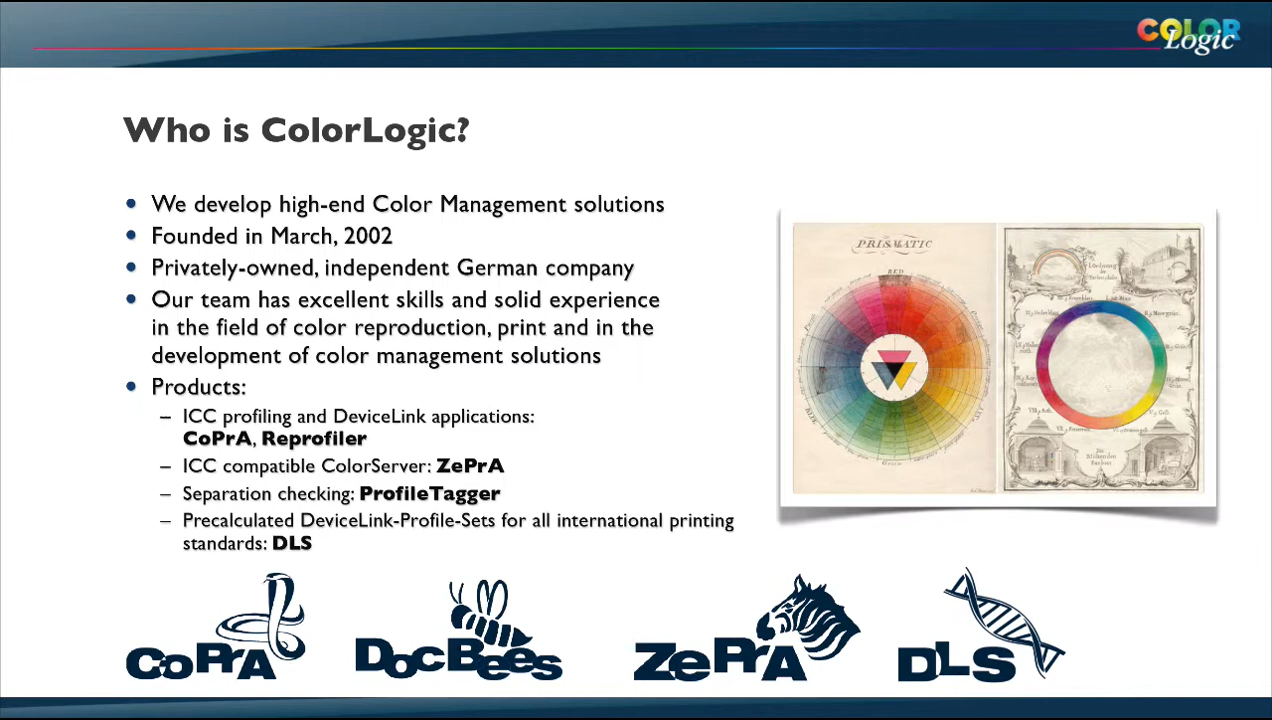 COLOR
Logic
Who is ColorLogic?
• We develop high-end Color Management solutions
• Founded in March, 2002
• Privately-owned, independent German company
• Our team has excellent skills and solid experience
in the field of color reproduction, print and in the
development of color management solutions
• Products:
– ICC profiling and DeviceLink applications:
CoPrA, Reprofiler
– ICC compatible ColorServer: ZePrA
– Separation checking: ProfileTagger
– Precalculated DeviceLink-Profile-Sets for all international printing
standards: DLS
PRISMATIC
RED
CoPrA
DocBees
ZePrA
DLS